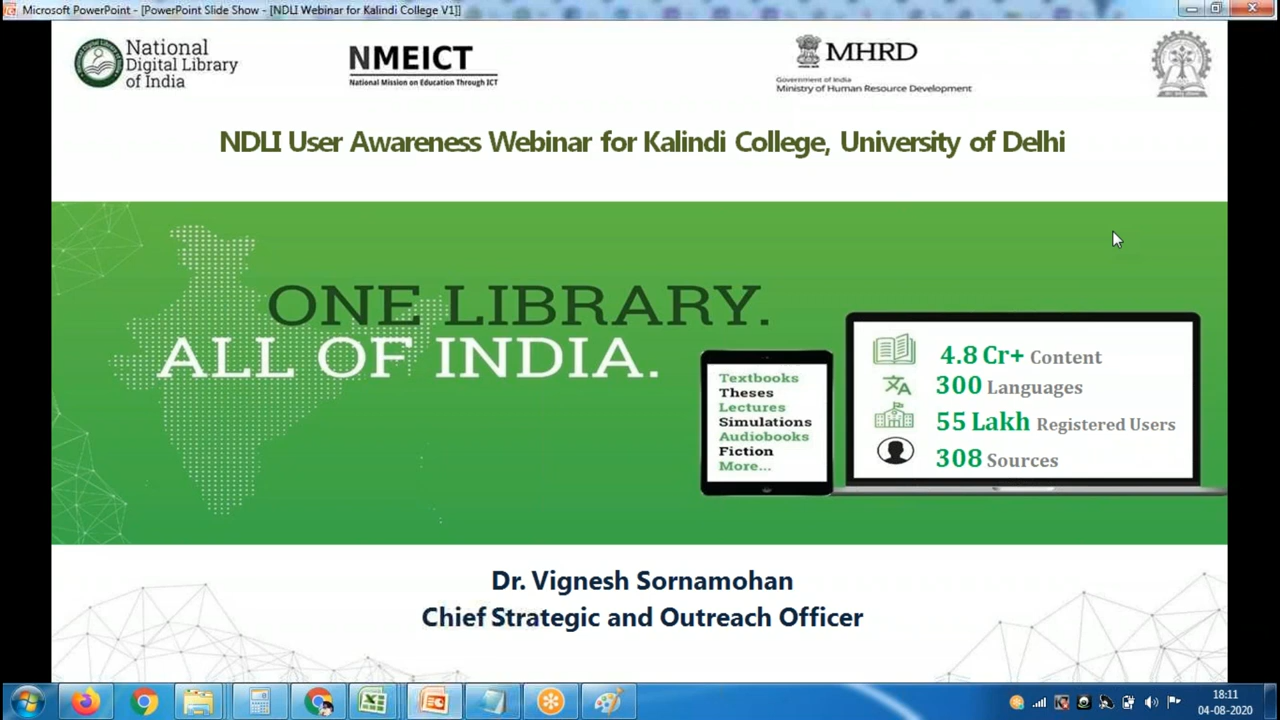 Microsoft PowerPoint - [PowerPoint Slide Show - [NDLI Webinar for Kalindi College V1]]
National
Digital Library
of India
NMEICT
National Mission on Education Through ICT
MHRD
Government of India
Ministry of Human Resource Development
NDLI User Awareness Webinar for Kalindi College, University of Delhi
ONE LIBRARY.
ALL OF INDIA.
Textbooks
Theses
Lectures
Simulations
Audiobooks
Fiction
More...
4.8 Cr+ Content
300 Languages
55 Lakh Registered Users
308 Sources
Dr. Vignesh Sornamohan
Chief Strategic and Outreach Officer
18:11
04-08-2020